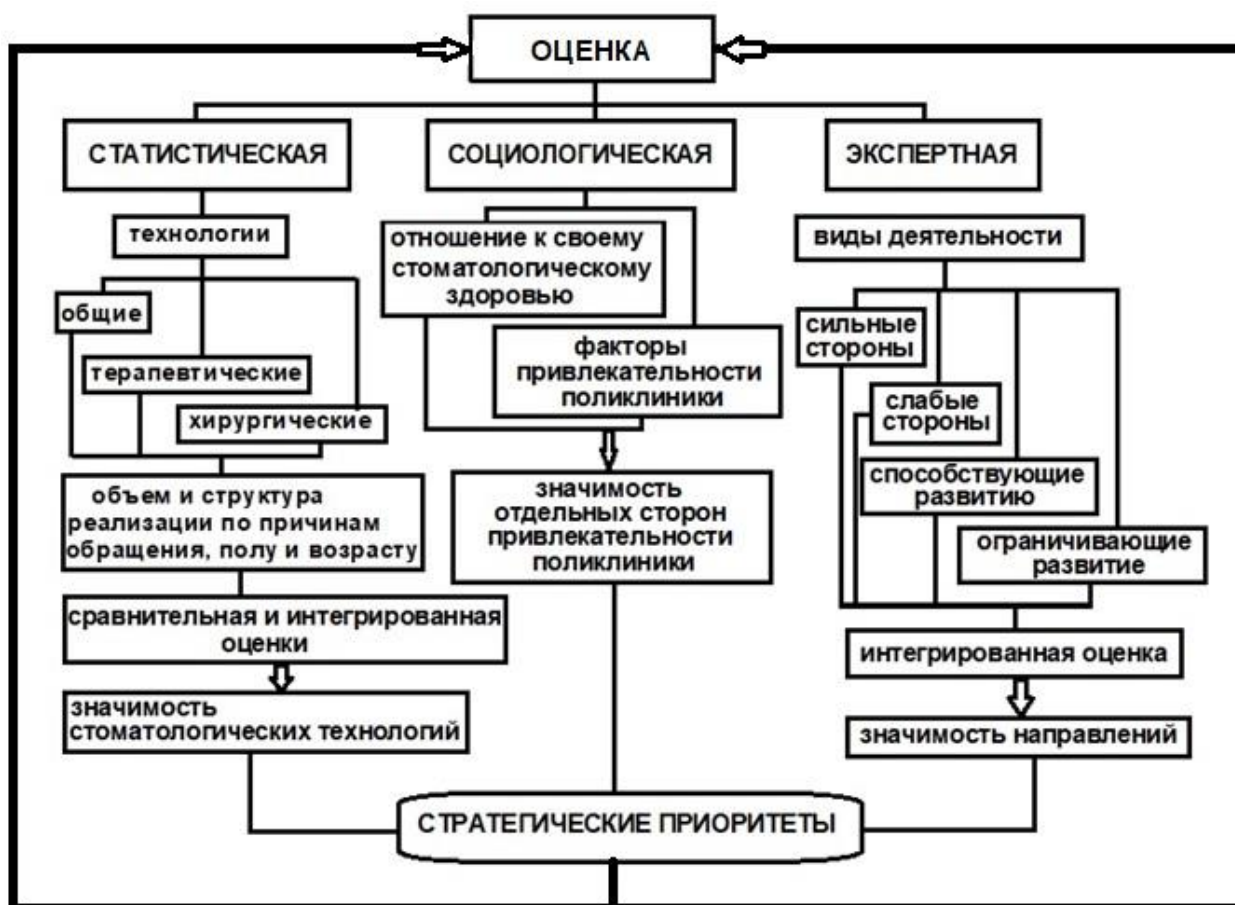 ОЦЕНКА
СТАТИСТИЧЕСКАЯ
СОЦИОЛОГИЧЕСКАЯ
ЭКСПЕРТНАЯ
технологии
общие
терапевтические
хирургические
объем и структура
реализации по причинам
обращения, полу и возрасту
сравнительная и интегрированная
оценки
значимость
стоматологических технологий
отношение к своему
стоматологическому
здоровью
факторы
привлекательности
поликлиники
значимость
отдельных сторон
привлекательности
поликлиники
виды деятельности
сильные
стороны
слабые
стороны
способствующие
развитию
ограничивающие
развитие
интегрированная оценка
значимость направлений
СТРАТЕГИЧЕСКИЕ ПРИОРИТЕТЫ